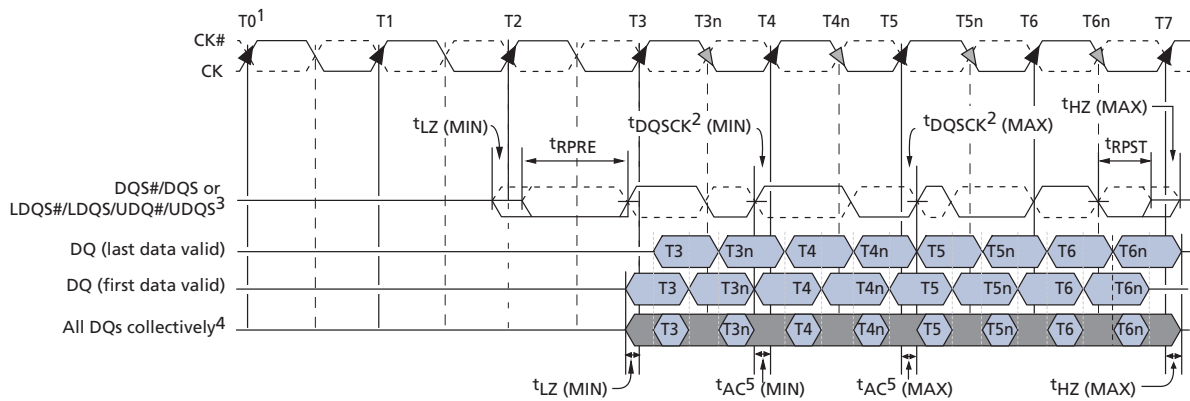 T0¹ T1 T2 T3 T3n T4 T4n T5 T5n T6 T6n T7
CK#
CK
tHZ (MAX)
tLZ (MIN)
tDQSCK² (MIN)
tDQSCK² (MAX)
tRPRE
tRPST
DQS#/DQS or
LDQS#/LDQS/UDQ#/UDQS³
DQ (last data valid) T3 T3n T4 T4n T5 T5n T6 T6n
DQ (first data valid) T3 T3n T4 T4n T5 T5n T6 T6n
All DQs collectively⁴ T3 T3n T4 T4n T5 T5n T6 T6n
tLZ (MIN) tAC⁵ (MIN) tAC⁵ (MAX) tHZ (MAX)